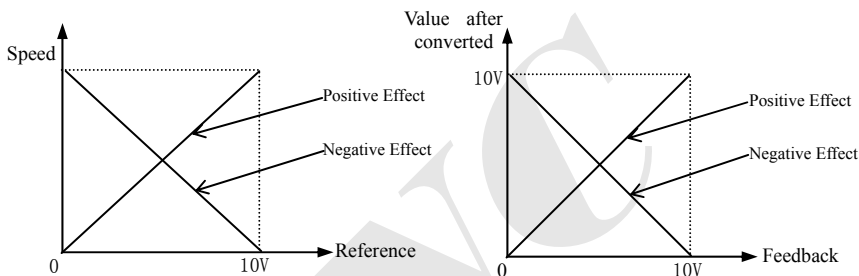 Speed
Positive Effect
Negative Effect
Reference
0
10V
Value after
converted
10V
Positive Effect
Negative Effect
Feedback
0
10V